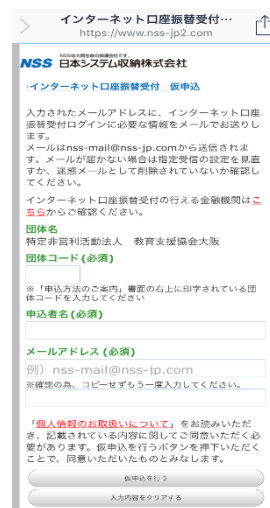 インターネット口座振替受付…
https://www.nss-jp2.com
NSS 日本システム収納株式会社
・インターネット口座振替受付　仮申込
入力されたメールアドレスに、インターネット口座
振替受付ログインに必要な情報をメールでお送りし
ます。
メールはnss-mail@nss-jp.comから送信されま
す。メールが届かない場合は指定受信の設定を見直
すか、迷惑メールとして削除されていないか確認し
てください。
インターネット口座振替受付の行える金融機関はこ
ちらからご確認ください。
団体名
特定非営利活動法人　教育支援協会大阪
団体コード(必須)
※「申込方法のご案内」書面の右上に印字されている団
体コードを入力してください
申込者名(必須)
メールアドレス(必須)
例）nss-mail@nss-jp.com
※確認の為、コピーせずもう一度入力してください。
「個人情報のお取扱いについて」をお読みいただ
き、記載されている内容に関してご同意いただく必
要があります。仮申込を行うボタンを押下いただく
ことで、同意いただいたものとみなします。
仮申込を行う
入力内容をクリアする